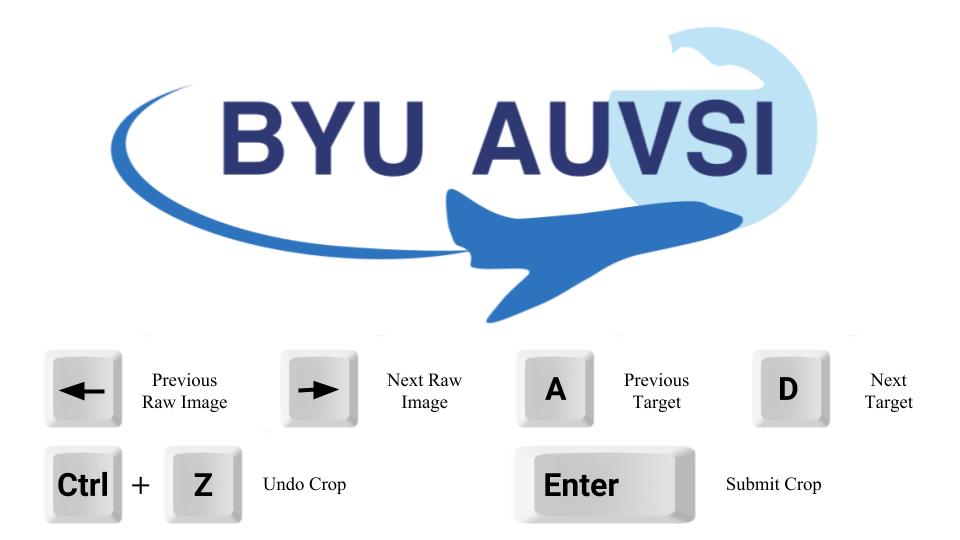 BYU AUVSI
Previous
Raw Image
Next Raw
Image
A
Previous
Target
D
Next
Target
Ctrl + Z
Undo Crop
Enter
Submit Crop